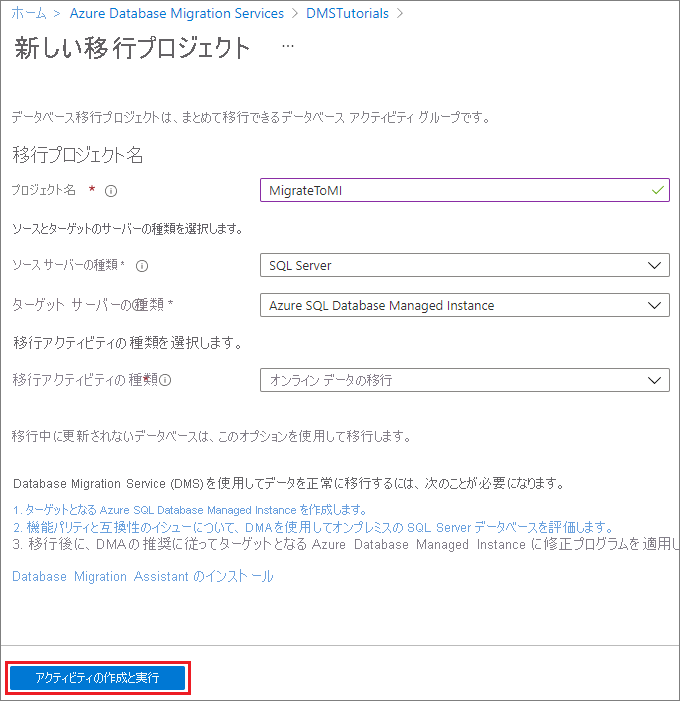 ホーム > Azure Database Migration Services > DMSTutorials >
新しい移行プロジェクト ...
データベース移行プロジェクトは、まとめて移行できるデータベース アクティビティ グループです。
移行プロジェクト名
プロジェクト名 *
MigrateToMI
ソースとターゲットのサーバーの種類を選択します。
ソース サーバーの種類 *
SQL Server
ターゲット サーバーの種類 *
Azure SQL Database Managed Instance
移行アクティビティの種類を選択します。
移行アクティビティの種類 *
オンライン データの移行
移行中に更新されないデータベースは、このオプションを使用して移行します。
Database Migration Service (DMS) を使用してデータを正常に移行するには、次のことが必要になります。
1. ターゲットとなる Azure SQL Database Managed Instance を作成します。
2. 機能パリティと互換性のイシューについて、DMA を使用してオンプレミスの SQL Server データベースを評価します。
3. 移行後に、DMA の推奨に従ってターゲットとなる Azure Database Managed Instance に修正プログラムを適用し
Database Migration Assistant のインストール
アクティビティの作成と実行